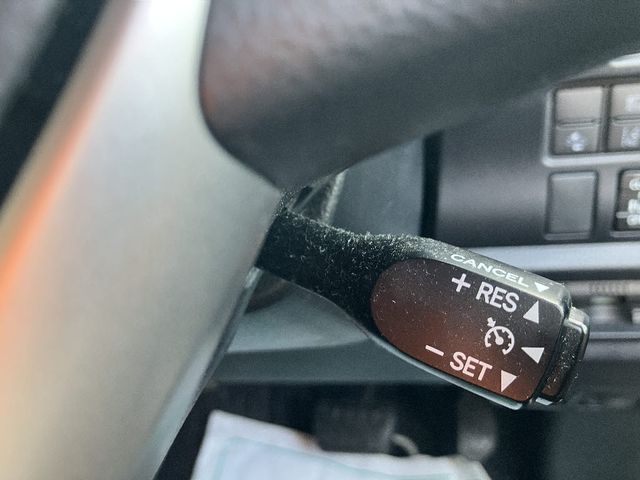 CANCEL ▼
+ RES ▲
◀
− SET ▼